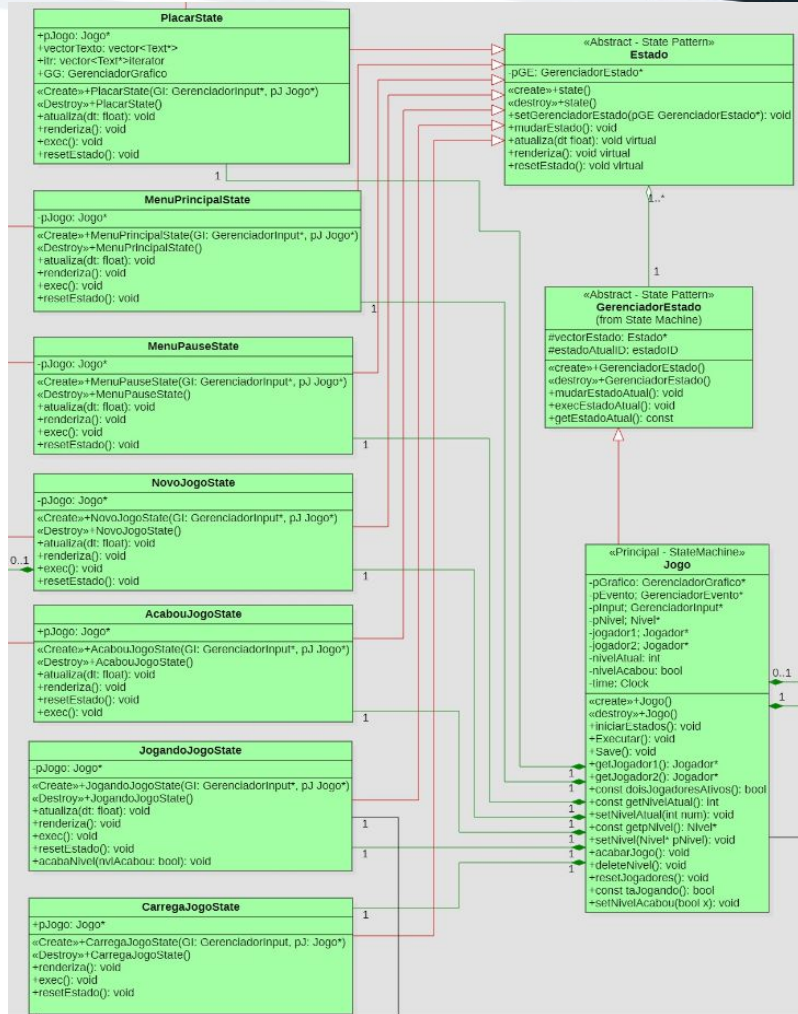 PlacarState
+pJogo: Jogo*
+vectorTexto: vector<Text*>
+itr: vector<Text*>iterator
+GG: GerenciadorGrafico
«Create»+PlacarState(GI: GerenciadorInput*, pJ Jogo*)
«Destroy»+PlacarState()
+atualiza(dt: float): void
+renderiza(): void
+exec(): void
+resetEstado(): void
1
«Abstract - State Pattern»
Estado
-pGE: GerenciadorEstado*
«create»+state()
«destroy»+state()
+setGerenciadorEstado(pGE GerenciadorEstado*): void
+mudarEstado(): void
+atualiza(dt float): void virtual
+renderiza(): void virtual
+resetEstado(): void virtual
1..*
1
MenuPrincipalState
-pJogo: Jogo*
«Create»+MenuPrincipalState(GI: GerenciadorInput*, pJ Jogo*)
«Destroy»+MenuPrincipalState()
+atualiza(dt: float): void
+renderiza(): void
+exec(): void
+resetEstado(): void
1
«Abstract - State Pattern»
GerenciadorEstado
(from State Machine)
#vectorEstado: Estado*
#estadoAtualID: estadoID
«create»+GerenciadorEstado()
«destroy»+GerenciadorEstado()
+mudarEstadoAtual(): void
+execEstadoAtual(): void
+getEstadoAtual(): const
MenuPauseState
-pJogo: Jogo*
«Create»+MenuPauseState(GI: GerenciadorInput*, pJ Jogo*)
«Destroy»+MenuPauseState()
+atualiza(dt: float): void
+renderiza(): void
+exec(): void
+resetEstado(): void
1
NovoJogoState
-pJogo: Jogo*
«Create»+NovoJogoState(GI: GerenciadorInput*, pJ Jogo*)
«Destroy»+NovoJogoState()
+atualiza(dt: float): void
+renderiza(): void
+exec(): void
+resetEstado(): void
0..1
1
AcabouJogoState
+pJogo: Jogo*
«Create»+AcabouJogoState(GI: GerenciadorInput*, pJ Jogo*)
«Destroy»+AcabouJogoState()
+atualiza(dt: float): void
+renderiza(): void
+resetEstado(): void
+exec(): void
1
JogandoJogoState
-pJogo: Jogo*
«Create»+JogandoJogoState(GI: GerenciadorInput*, pJ Jogo*)
«Destroy»+JogandoJogoState()
+atualiza(dt: float): void
+renderiza(): void
+exec(): void
+resetEstado(): void
+acabaNivel(nvlAcabou: bool): void
1
1
CarregaJogoState
+pJogo: Jogo*
«Create»+CarregaJogoState(GI: GerenciadorInput, pJ: Jogo*)
«Destroy»+CarregaJogoState()
+renderiza(): void
+exec(): void
+resetEstado(): void
1
«Principal - StateMachine»
Jogo
-pGrafico: GerenciadorGrafico*
-pEvento; GerenciadorEvento*
-pInput; GerenciadorInput*
-pNivel; Nivel*
-jogador1; Jogador*
-jogador2; Jogador*
-nivelAtual: int
-nivelAcabou: bool
-time: Clock
«create»+Jogo()
«destroy»+Jogo()
+iniciarEstados(): void
+Executar(): void
+Save(): void
+getJogador1(): Jogador*
+getJogador2(): Jogador*
+const doisJogadoresAtivos(): bool
+const getNivelAtual(): int
+setNivelAtual(int num): void
+const getpNivel(): Nivel*
+setNivel(Nivel* pNivel): void
+acabarJogo(): void
+deleteNivel(): void
+resetJogadores(): void
+const taJogando(): bool
+setNivelAcabou(bool x): void
0..1
1
1
1
1
1
1
1
1